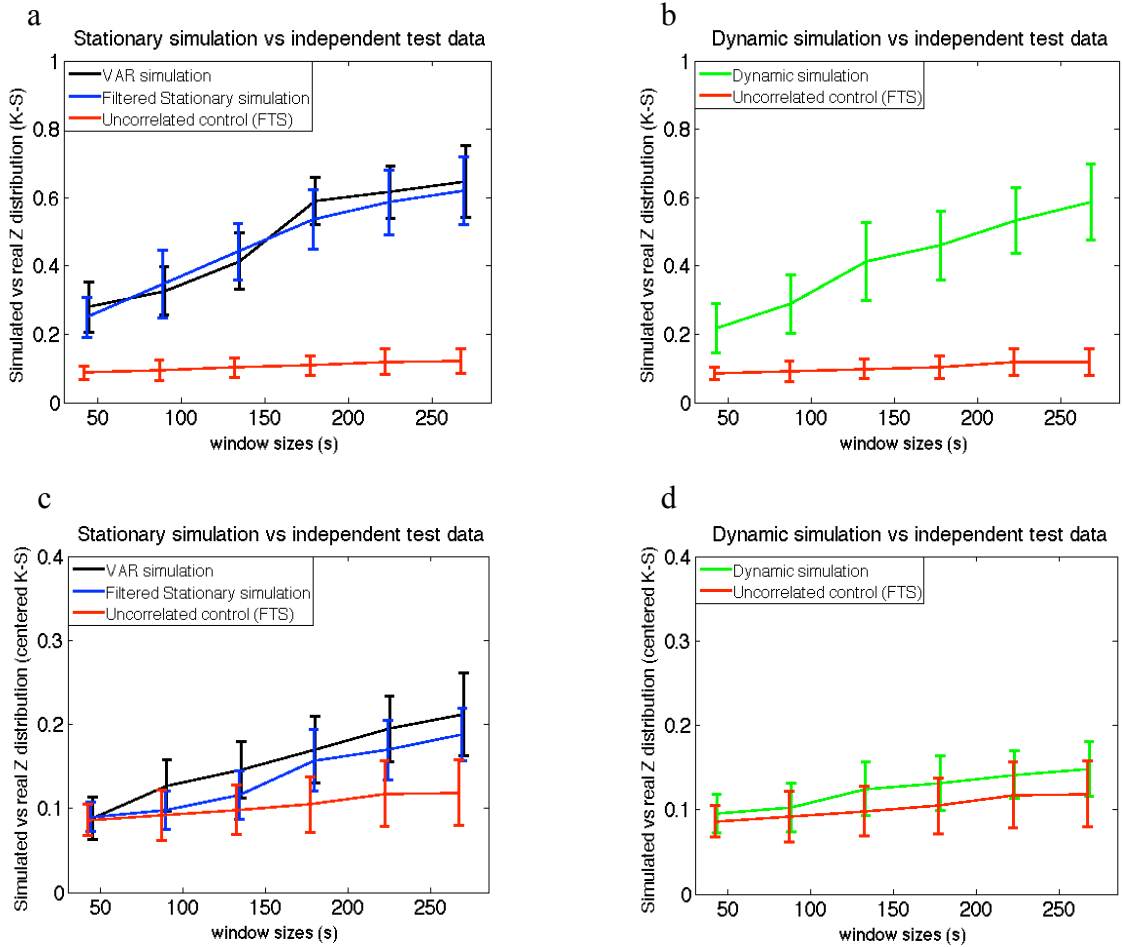 a
Stationary simulation vs independent test data
Simulated vs real Z distribution (K-S)
1
0.8
0.6
0.4
0.2
0
VAR simulation
Filtered Stationary simulation
Uncorrelated control (FTS)
50 100 150 200 250
window sizes (s)
b
Dynamic simulation vs independent test data
Simulated vs real Z distribution (K-S)
1
0.8
0.6
0.4
0.2
0
Dynamic simulation
Uncorrelated control (FTS)
50 100 150 200 250
window sizes (s)
c
Stationary simulation vs independent test data
Simulated vs real Z distribution (centered K-S)
0.4
0.3
0.2
0.1
0
VAR simulation
Filtered Stationary simulation
Uncorrelated control (FTS)
50 100 150 200 250
window sizes (s)
d
Dynamic simulation vs independent test data
Simulated vs real Z distribution (centered K-S)
0.4
0.3
0.2
0.1
0
Dynamic simulation
Uncorrelated control (FTS)
50 100 150 200 250
window sizes (s)